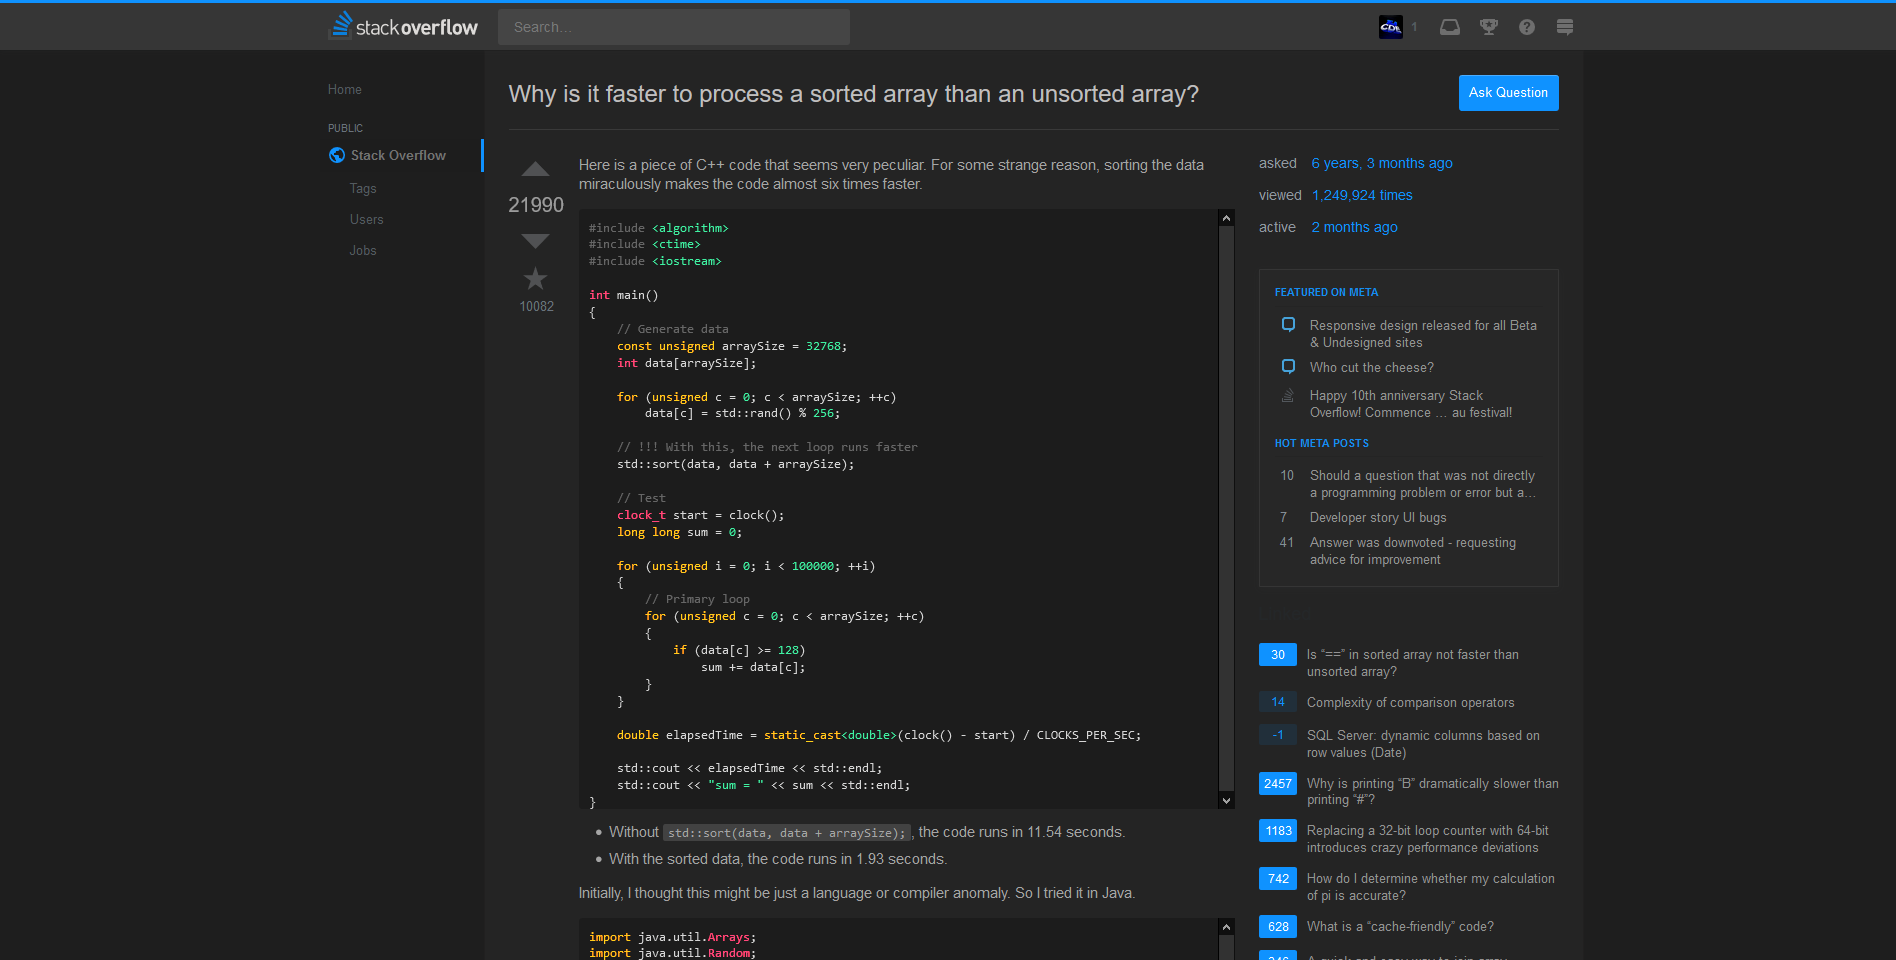 stackoverflow
Search...
1
Home
PUBLIC
Stack Overflow
Tags
Users
Jobs
Why is it faster to process a sorted array than an unsorted array?
Ask Question
21990
10082
Here is a piece of C++ code that seems very peculiar. For some strange reason, sorting the data
miraculously makes the code almost six times faster.
#include <algorithm>
#include <ctime>
#include <iostream>
int main()
{
// Generate data
const unsigned arraySize = 32768;
int data[arraySize];
for (unsigned c = 0; c < arraySize; ++c)
data[c] = std::rand() % 256;
// !!! With this, the next loop runs faster
std::sort(data, data + arraySize);
// Test
clock_t start = clock();
long long sum = 0;
for (unsigned i = 0; i < 100000; ++i)
{
// Primary loop
for (unsigned c = 0; c < arraySize; ++c)
{
if (data[c] >= 128)
sum += data[c];
}
}
double elapsedTime = static_cast<double>(clock() - start) / CLOCKS_PER_SEC;
std::cout << elapsedTime << std::endl;
std::cout << "sum = " << sum << std::endl;
}
• Without std::sort(data, data + arraySize);, the code runs in 11.54 seconds.
• With the sorted data, the code runs in 1.93 seconds.
Initially, I thought this might be just a language or compiler anomaly. So I tried it in Java.
import java.util.Arrays;
import java.util.Random;
asked 6 years, 3 months ago
viewed 1,249,924 times
active 2 months ago
FEATURED ON META
Responsive design released for all Beta
& Undesigned sites
Who cut the cheese?
Happy 10th anniversary Stack
Overflow! Commence … au festival!
HOT META POSTS
10 Should a question that was not directly
a programming problem or error but a…
7 Developer story UI bugs
41 Answer was downvoted - requesting
advice for improvement
30 Is “==” in sorted array not faster than
unsorted array?
14 Complexity of comparison operators
-1 SQL Server: dynamic columns based on
row values (Date)
2457 Why is printing “B” dramatically slower than
printing “#”?
1183 Replacing a 32-bit loop counter with 64-bit
introduces crazy performance deviations
742 How do I determine whether my calculation
of pi is accurate?
628 What is a “cache-friendly” code?